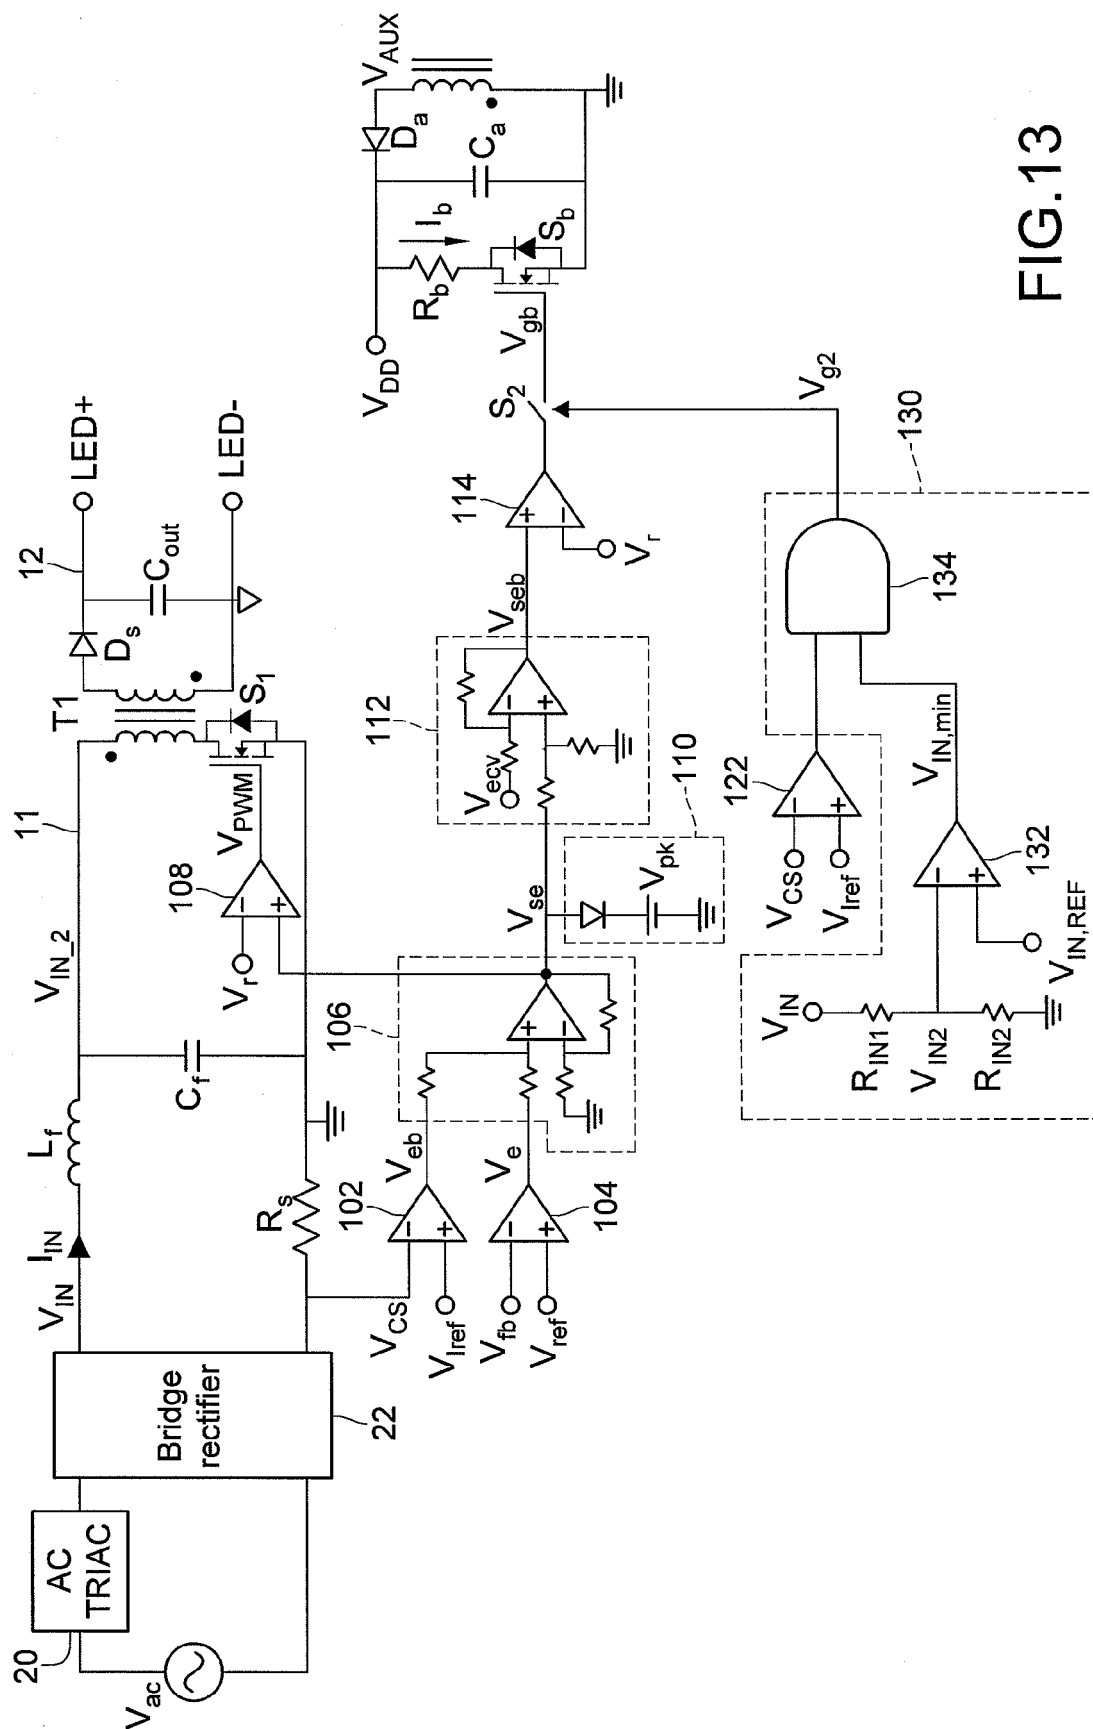 V_ac
20
AC
TRIAC
Bridge
rectifier
22
V_IN
I_IN
L_f
C_f
R_s
V_IN_2
11
T1
D_s
12
C_out
LED+
LED-
S_1
V_PWM
108
V_r
−
+
V_CS
V_Iref
102
−
+
V_eb
V_fb
V_ref
104
−
+
V_e
106
+
−
V_se
110
V_pk
112
V_ecv
−
+
V_seb
114
+
−
V_r
S_2
V_gb
V_DD
R_b
I_b
S_b
D_a
C_a
V_AUX
V_g2
130
V_CS
V_Iref
122
−
+
134
V_IN
R_IN1
V_IN2
R_IN2
V_IN,REF
132
−
+
V_IN,min
FIG.13